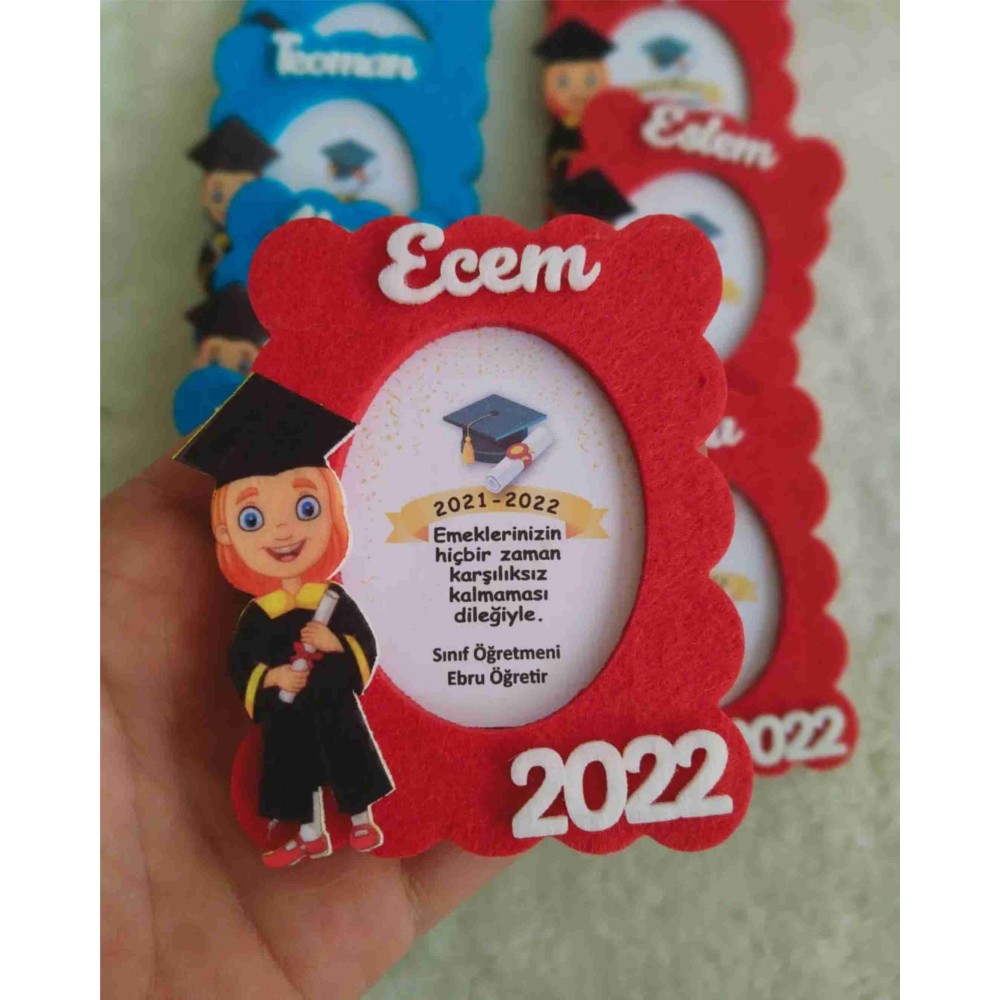 Teoman
Eslem
Ecem
2021-2022
Emeklerinizin
hiçbir zaman
karşılıksız
kalmaması
dileğiyle.
Sınıf Öğretmeni
Ebru Öğretir
2022
2022